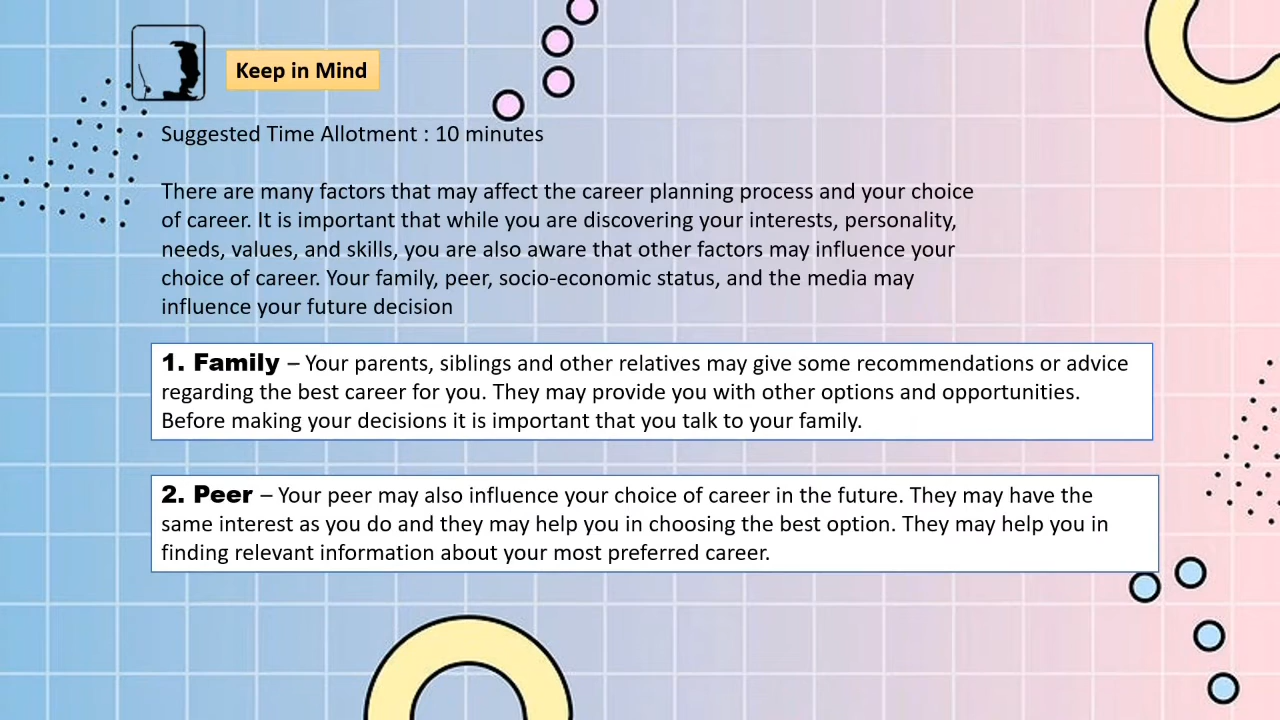 Keep in Mind
Suggested Time Allotment : 10 minutes
There are many factors that may affect the career planning process and your choice
of career. It is important that while you are discovering your interests, personality,
needs, values, and skills, you are also aware that other factors may influence your
choice of career. Your family, peer, socio-economic status, and the media may
influence your future decision
1. Family – Your parents, siblings and other relatives may give some recommendations or advice
regarding the best career for you. They may provide you with other options and opportunities.
Before making your decisions it is important that you talk to your family.
2. Peer – Your peer may also influence your choice of career in the future. They may have the
same interest as you do and they may help you in choosing the best option. They may help you in
finding relevant information about your most preferred career.